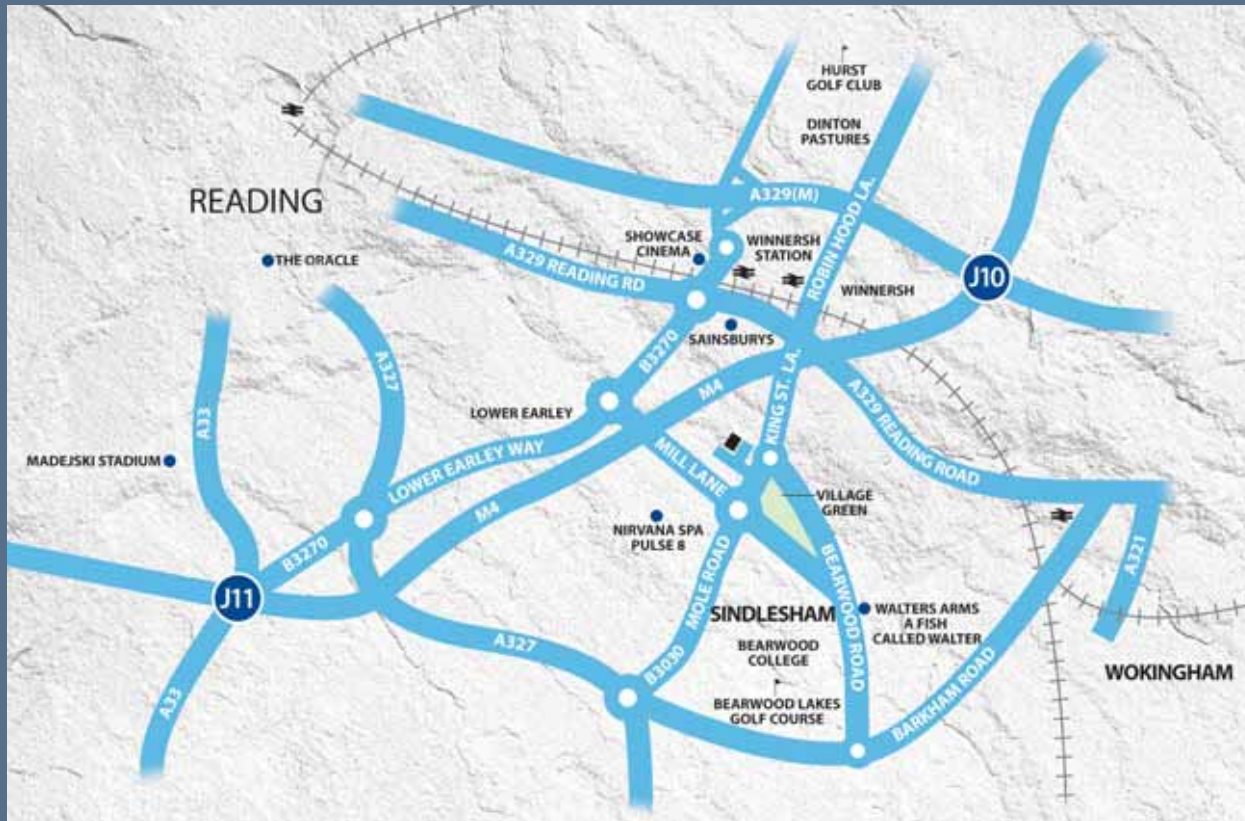 HURST
GOLF CLUB
DINTON
PASTURES
READING
A329(M)
ROBIN HOOD LA.
SHOWCASE
CINEMA
WINNERSH
STATION
THE ORACLE
A329 READING RD
J10
WINNERSH
SAINSBURYS
B3270
A327
A33
M4
KING ST. LA.
A329 READING ROAD
LOWER EARLEY
LOWER EARLEY WAY
MADEJSKI STADIUM
MILL LANE
VILLAGE
GREEN
M4
NIRVANA SPA
PULSE 8
B3270
A321
J11
MOLE ROAD
BEARWOOD ROAD
SINDLESHAM
WALTERS ARMS
A FISH
CALLED WALTER
A327
BEARWOOD
COLLEGE
B3030
WOKINGHAM
BEARWOOD LAKES
GOLF COURSE
BARKHAM ROAD
A33